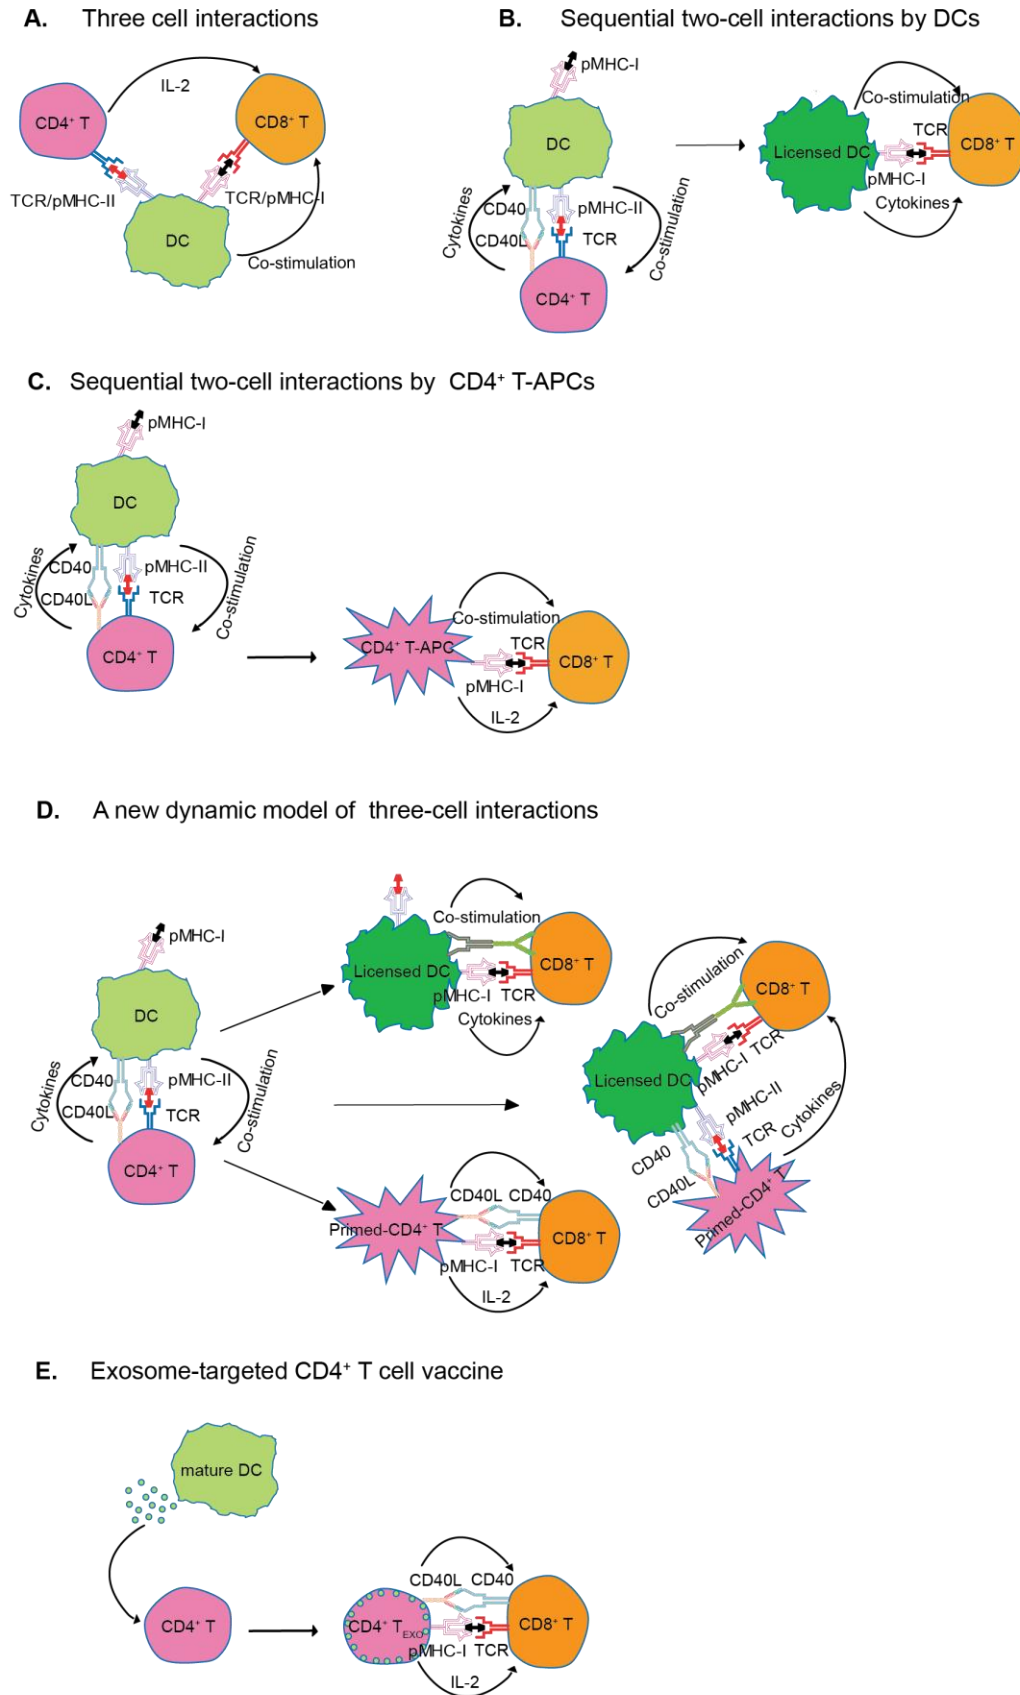 A. Three cell interactions
IL-2
CD4⁺ T
CD8⁺ T
TCR/pMHC-II
TCR/pMHC-I
DC
Co-stimulation
B. Sequential two-cell interactions by DCs
pMHC-I
DC
CD40
pMHC-II
CD40L
TCR
Cytokines
Co-stimulation
CD4⁺ T
Co-stimulation
TCR
Licensed DC
CD8⁺ T
pMHC-I
Cytokines
C. Sequential two-cell interactions by CD4⁺ T-APCs
pMHC-I
DC
CD40
pMHC-II
CD40L
TCR
Cytokines
Co-stimulation
CD4⁺ T
Co-stimulation
TCR
CD4⁺ T-APC
CD8⁺ T
pMHC-I
IL-2
D. A new dynamic model of three-cell interactions
pMHC-I
DC
CD40
pMHC-II
CD40L
TCR
Cytokines
Co-stimulation
CD4⁺ T
Co-stimulation
Licensed DC
CD8⁺ T
pMHC-I TCR
Cytokines
CD40L CD40
Primed-CD4⁺ T
CD8⁺ T
pMHC-I TCR
IL-2
Co-stimulation
CD8⁺ T
Licensed DC
pMHC-I TCR
pMHC-II
TCR
Cytokines
CD40
CD40L
Primed-CD4⁺ T
E. Exosome-targeted CD4⁺ T cell vaccine
mature DC
CD4⁺ T
CD40L CD40
CD4⁺ TEXO
CD8⁺ T
pMHC-I TCR
IL-2